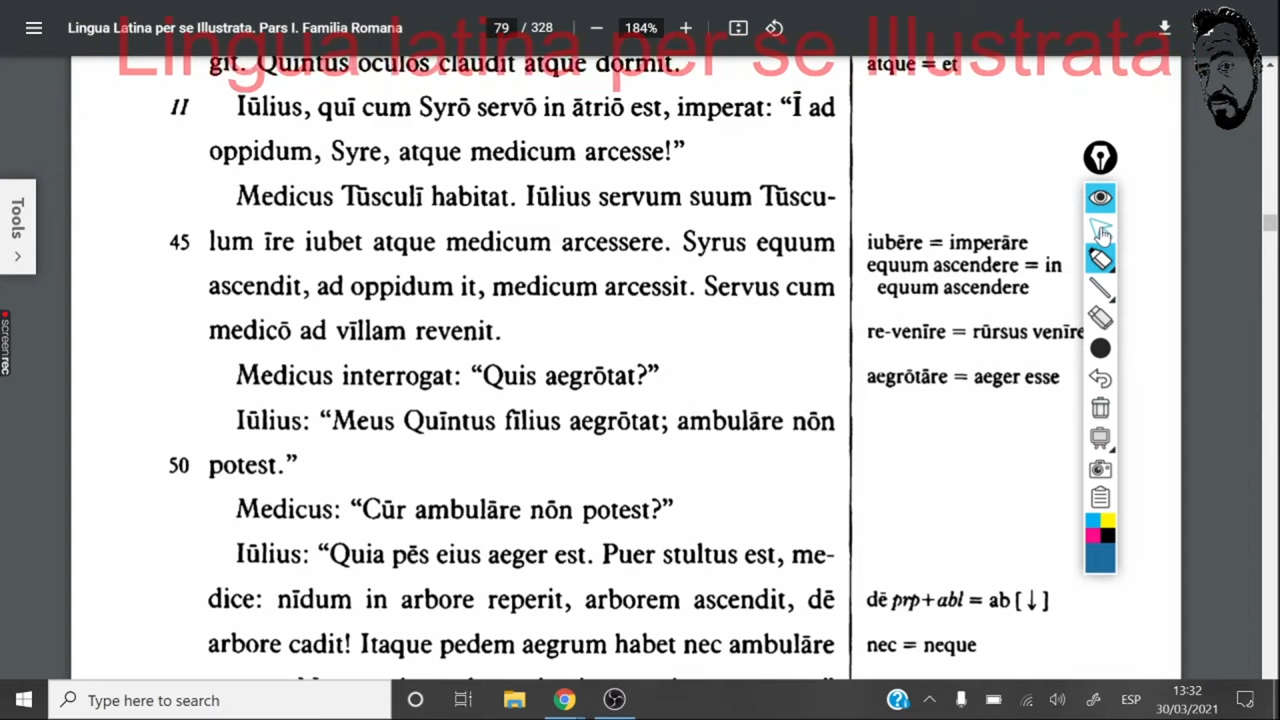 Lingua Latina per se Illustrata. Pars I. Familia Romana
79 / 328
184%
Lingua latina per se Illustrata
git. Quīntus oculōs claudit atque dormit.
atque = et
II Iūlius, quī cum Syrō servō in ātriō est, imperat: “Ī ad
oppidum, Syre, atque medicum arcesse!”
Medicus Tūsculī habitat. Iūlius servum suum Tūscu-
45 lum īre iubet atque medicum arcessere. Syrus equum
iubēre = imperāre
ascendit, ad oppidum it, medicum arcessit. Servus cum
equum ascendere = in
equum ascendere
medicō ad vīllam revenit.
re-venīre = rūrsus venīre
Medicus interrogat: “Quis aegrōtat?”
aegrōtāre = aeger esse
Iūlius: “Meus Quīntus fīlius aegrōtat; ambulāre nōn
50 potest.”
Medicus: “Cūr ambulāre nōn potest?”
Iūlius: “Quia pēs eius aeger est. Puer stultus est, me-
dice: nīdum in arbore reperit, arborem ascendit, dē
dē prp+abl = ab [↓]
arbore cadit! Itaque pedem aegrum habet nec ambulāre
nec = neque
Tools
screenrec
Type here to search
ESP
13:32
30/03/2021